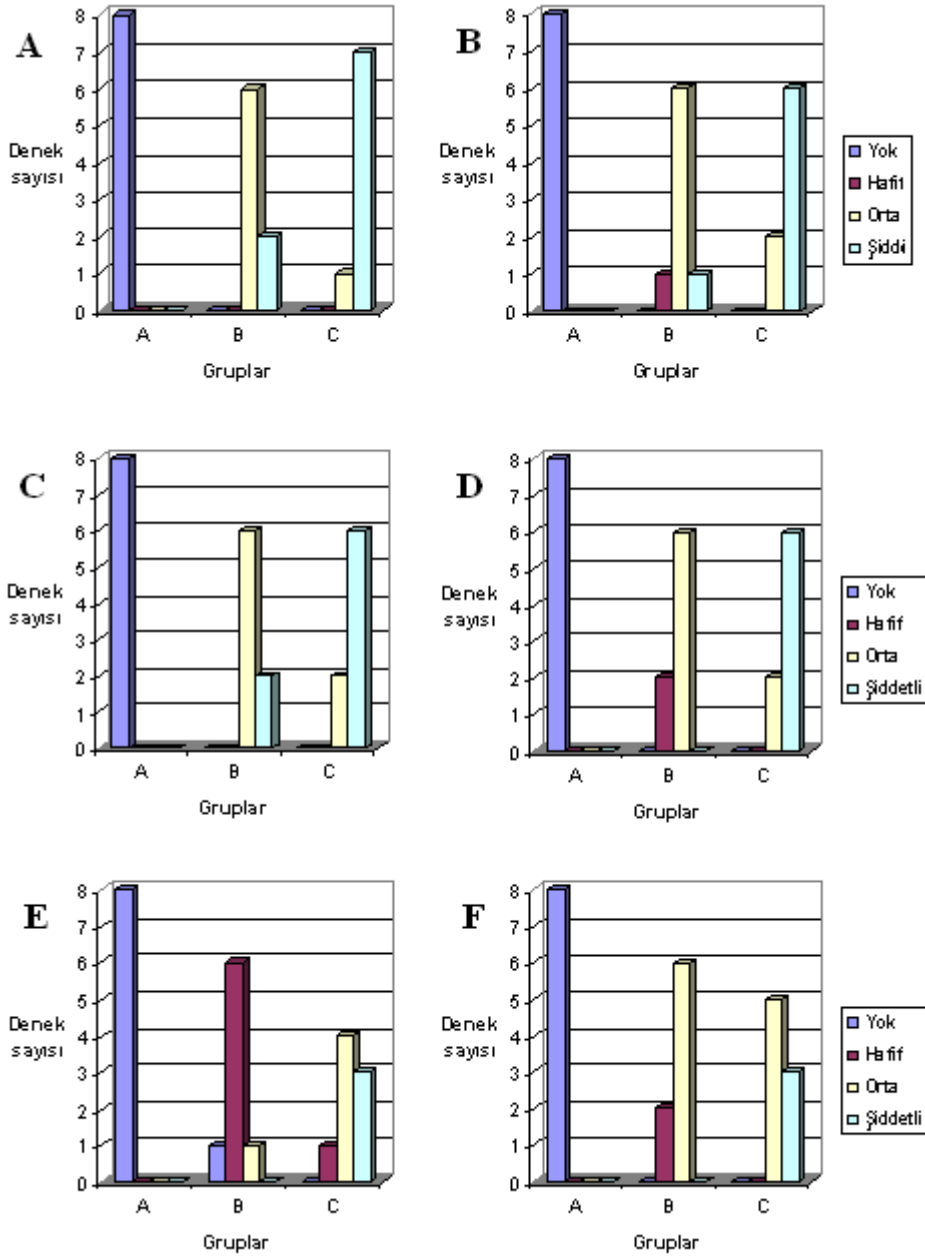 A
8
7
6
5
4
3
2
1
0
Denek
sayısı
A B C
Gruplar
B
8
7
6
5
4
3
2
1
0
Denek
sayısı
A B C
Gruplar
Yok
Hafif
Orta
Şiddi
C
8
7
6
5
4
3
2
1
0
Denek
sayısı
A B C
Gruplar
D
8
7
6
5
4
3
2
1
0
Denek
sayısı
A B C
Gruplar
Yok
Hafif
Orta
Şiddetli
E
8
7
6
5
4
3
2
1
0
Denek
sayısı
A B C
Gruplar
F
8
7
6
5
4
3
2
1
0
Denek
sayısı
A B C
Gruplar
Yok
Hafif
Orta
Şiddetli